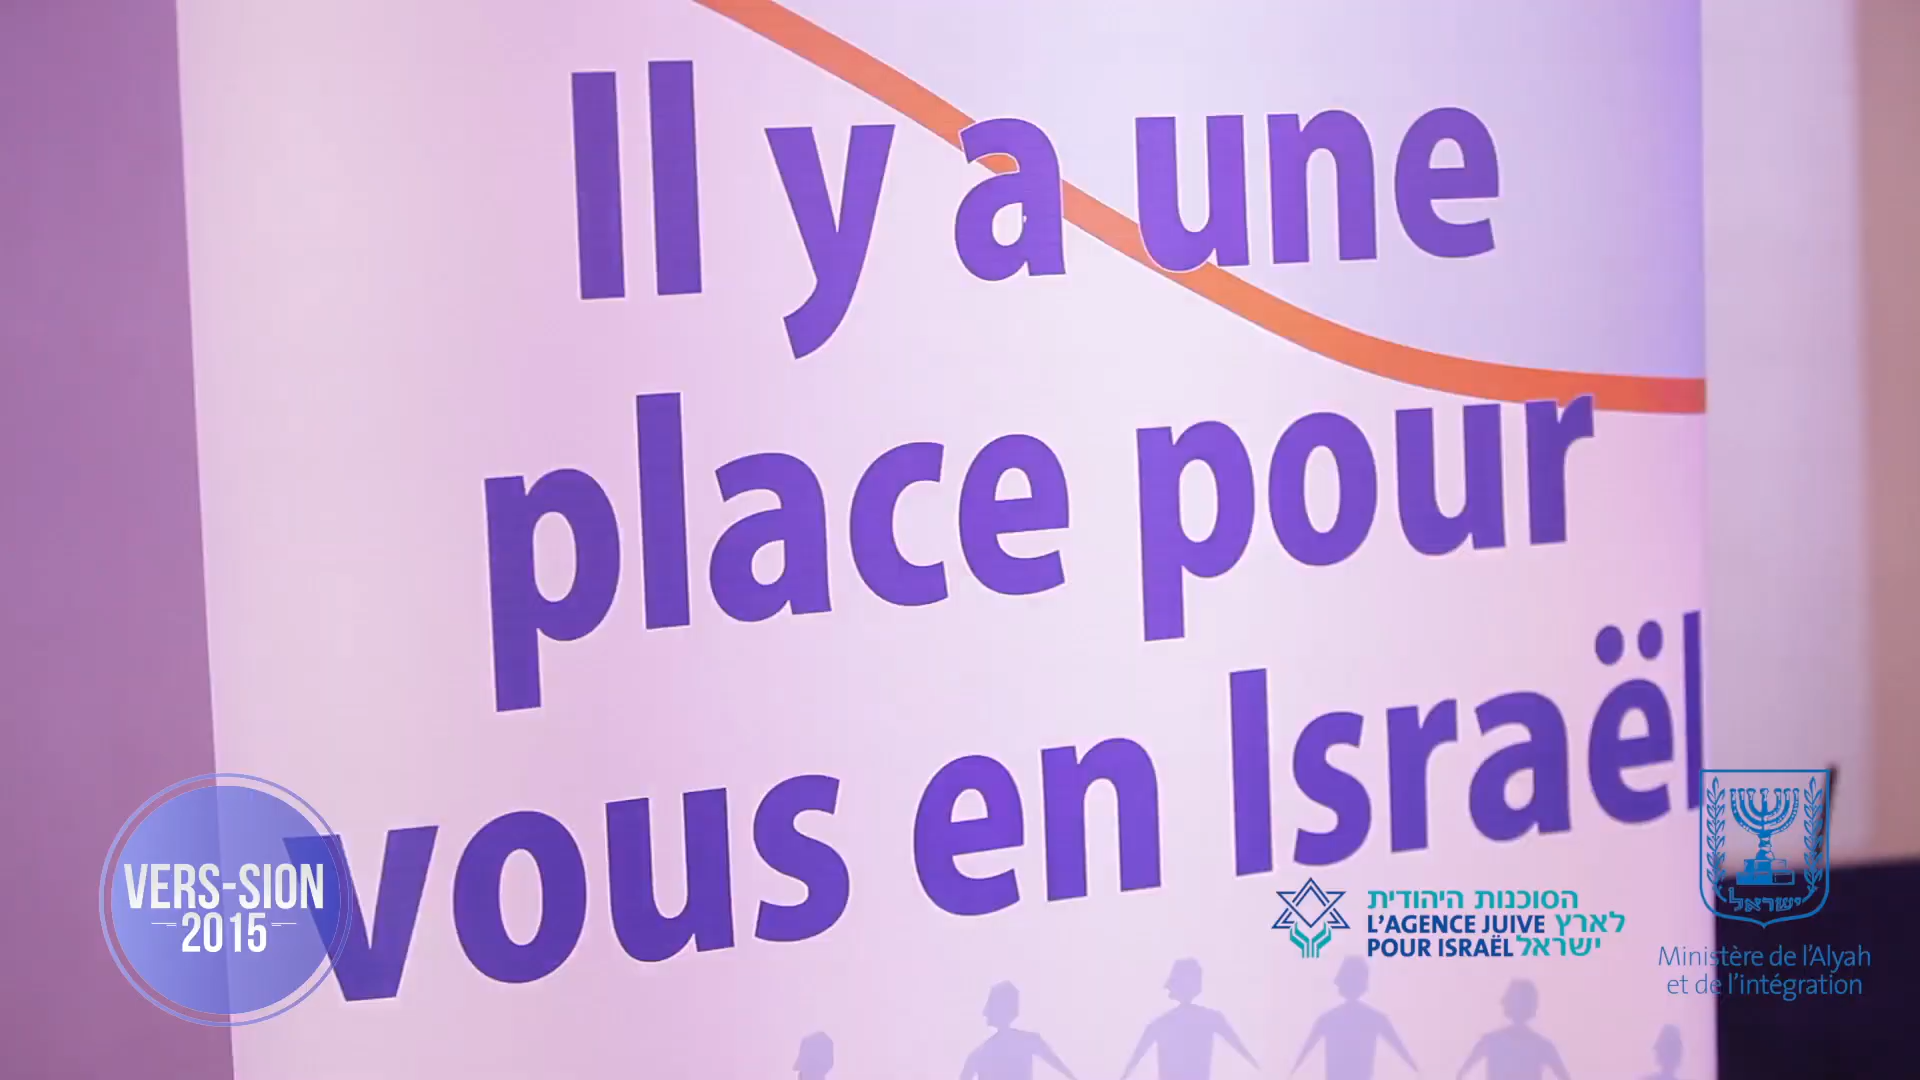 Il y a une
place pour
vous en Israël
VERS-SION
2015
הסוכנות היהודית
L'AGENCE JUIVE לארץ
POUR ISRAËL ישראל
ישראל
Ministère de l'Alyah
et de l'intégration